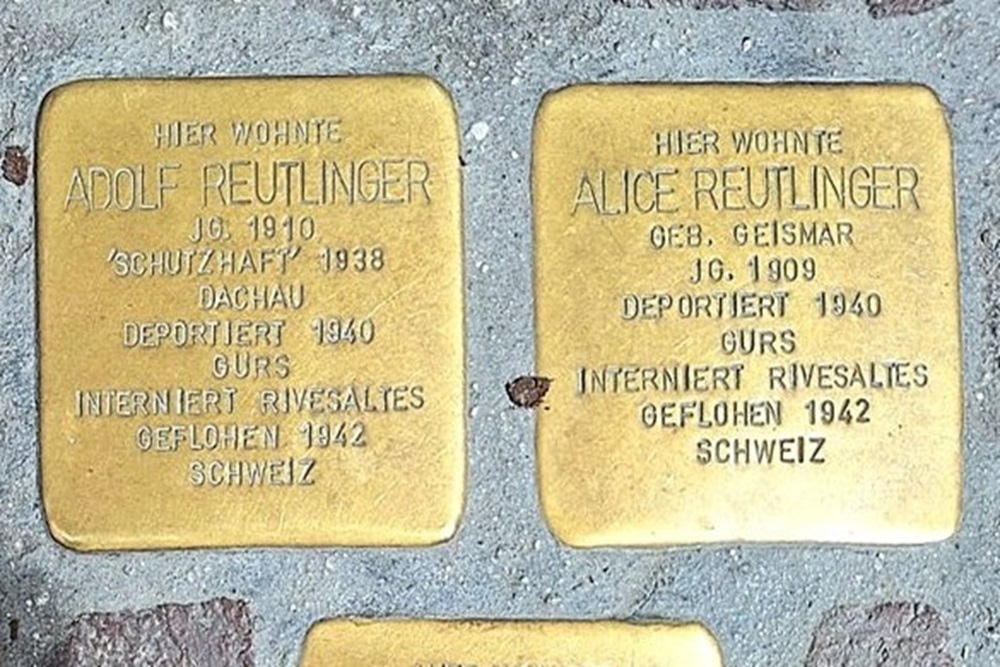 HIER WOHNTE
ADOLF REUTLINGER
JG. 1910
'SCHUTZHAFT' 1938
DACHAU
DEPORTIERT 1940
GURS
INTERNIERT RIVESALTES
GEFLOHEN 1942
SCHWEIZ
HIER WOHNTE
ALICE REUTLINGER
GEB. GEISMAR
JG. 1909
DEPORTIERT 1940
GURS
INTERNIERT RIVESALTES
GEFLOHEN 1942
SCHWEIZ